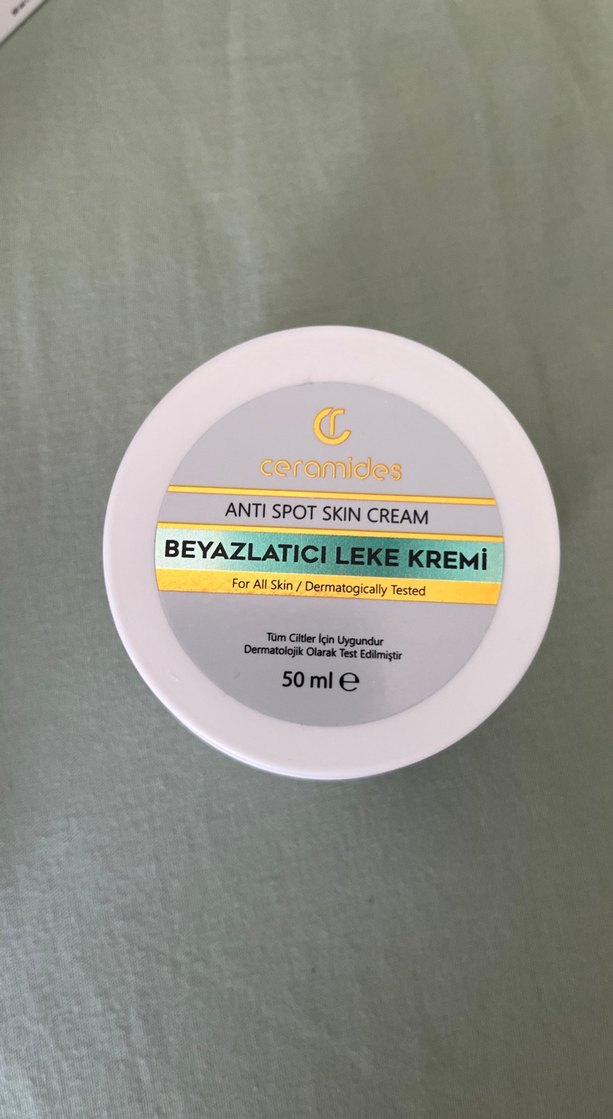 cr
ceramides
ANTI SPOT SKIN CREAM
BEYAZLATICI LEKE KREMİ
For All Skin / Dermatogically Tested
Tüm Ciltler İçin Uygundur
Dermatolojik Olarak Test Edilmiştir
50 ml ℮